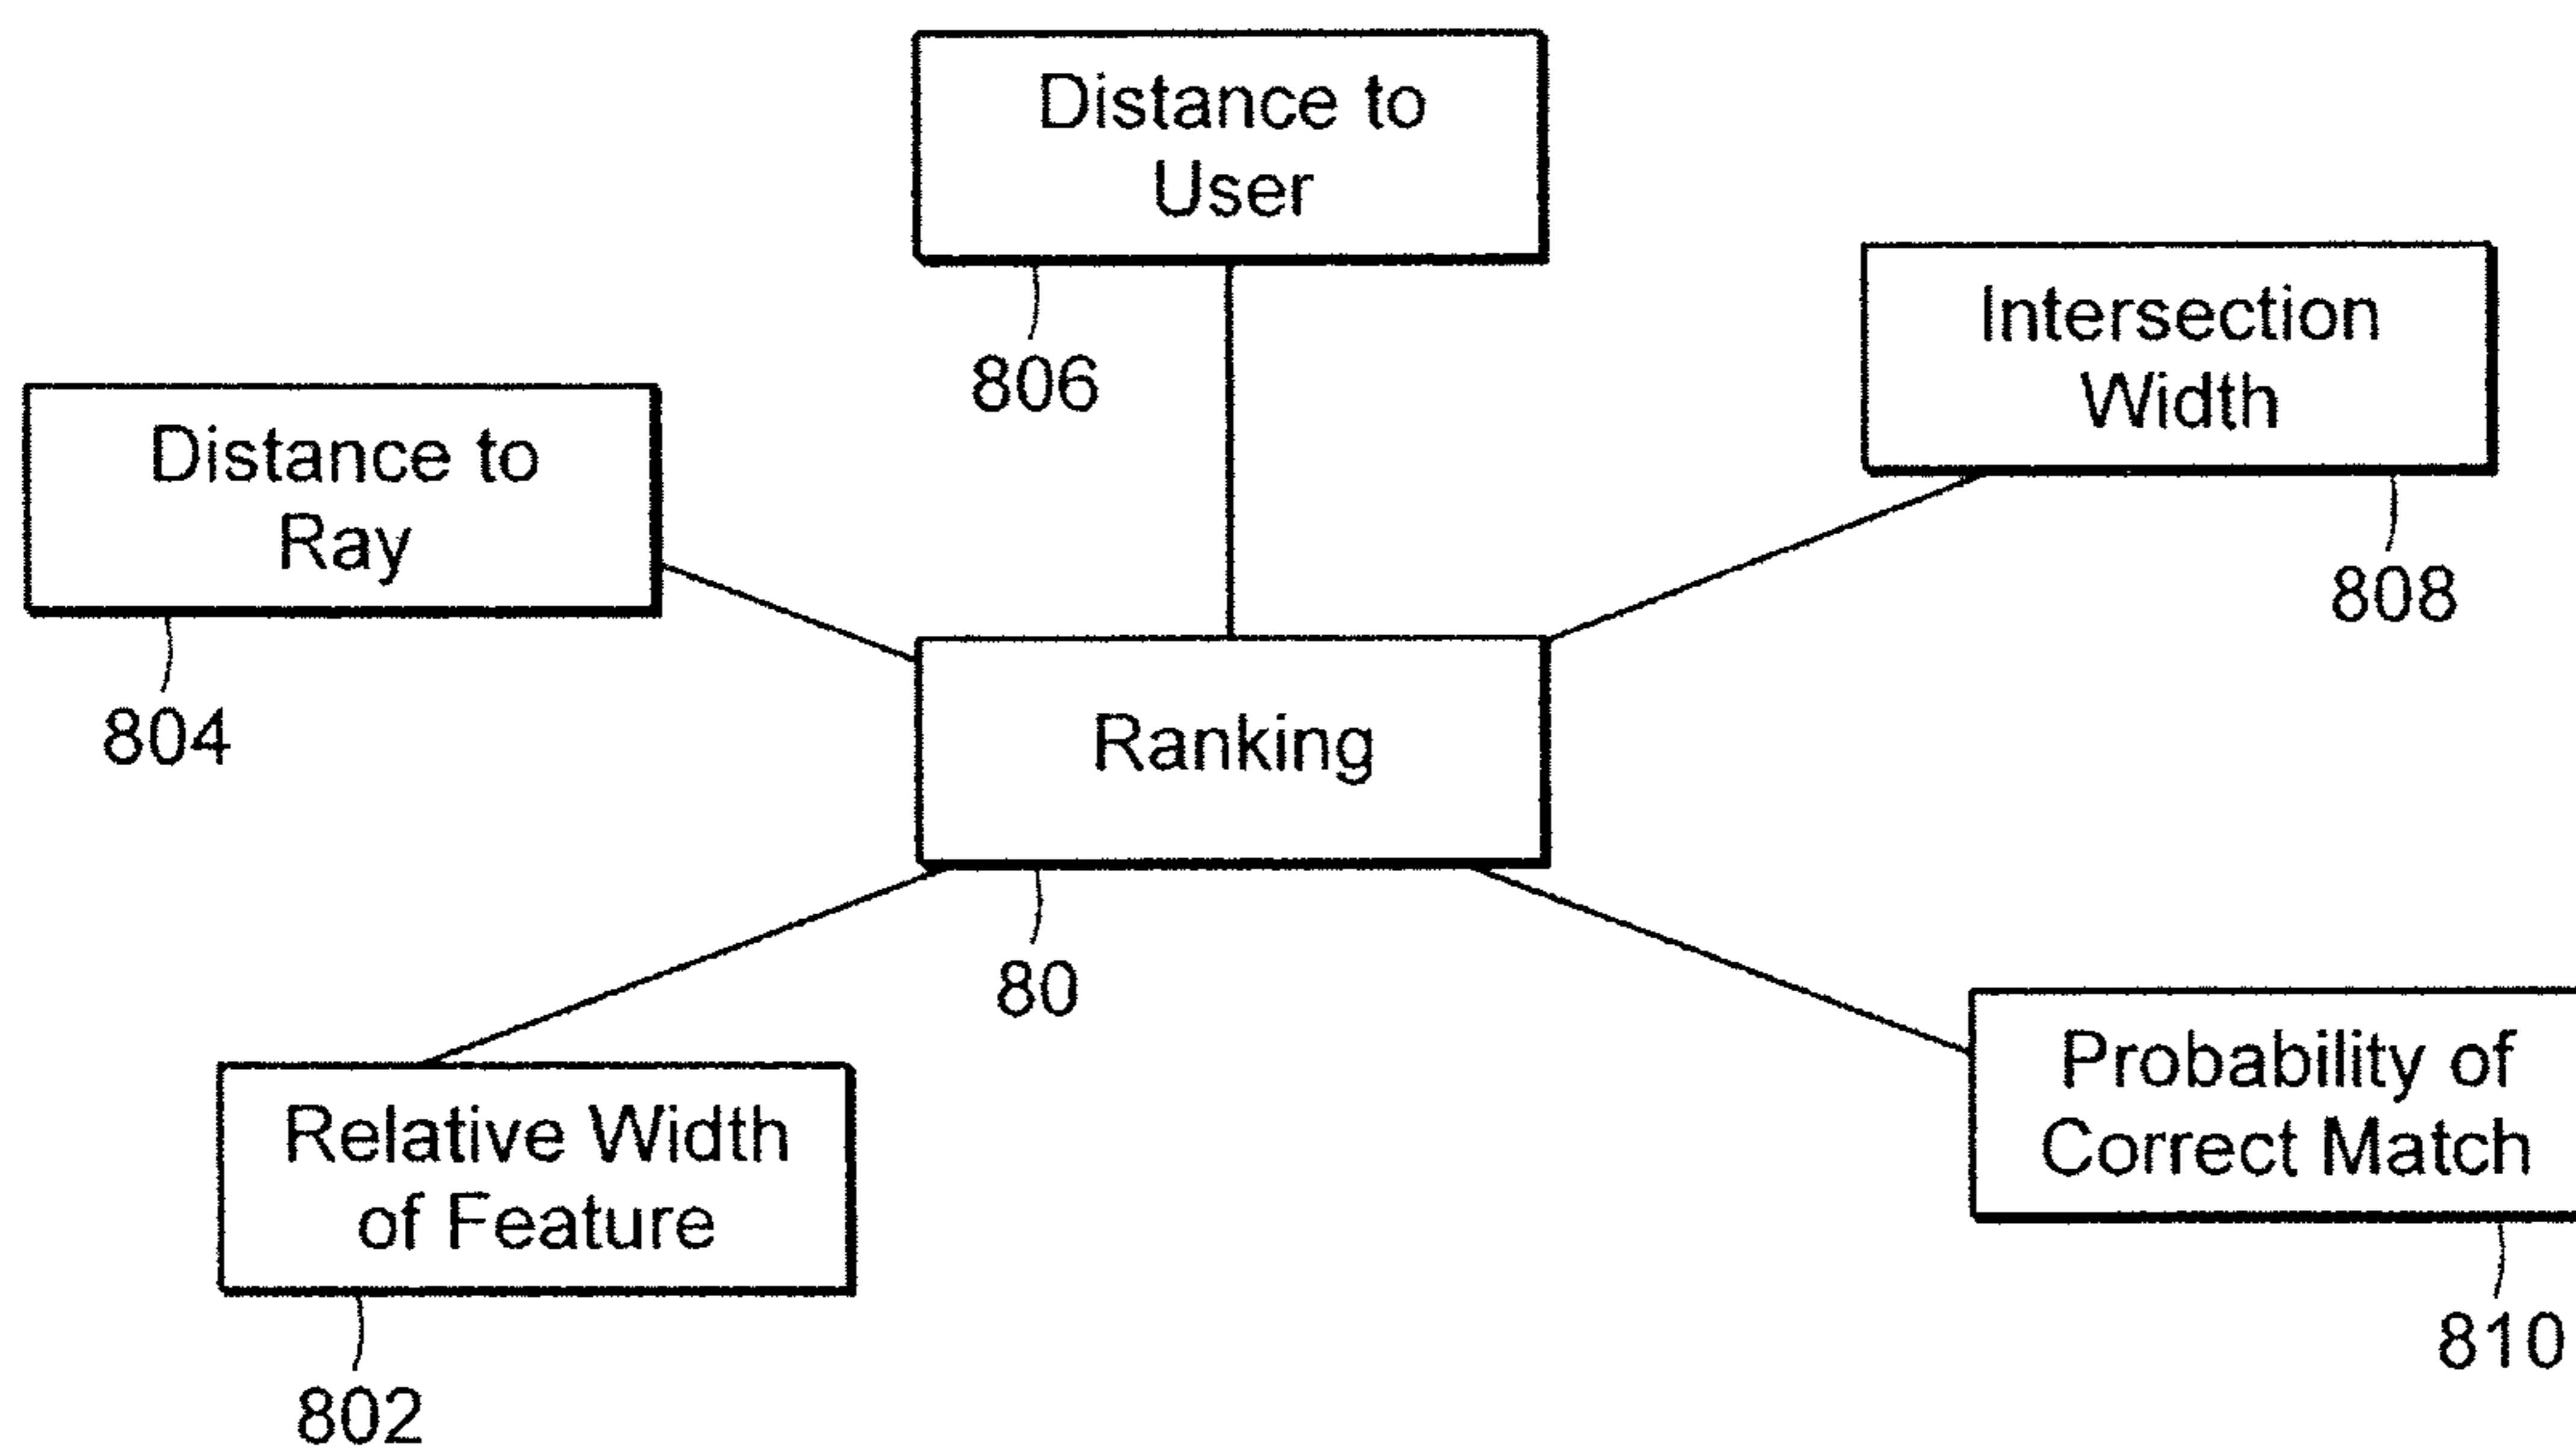 Distance to
User
806
Intersection
Width
808
Distance to
Ray
804
Ranking
80
Relative Width
of Feature
802
Probability of
Correct Match
810